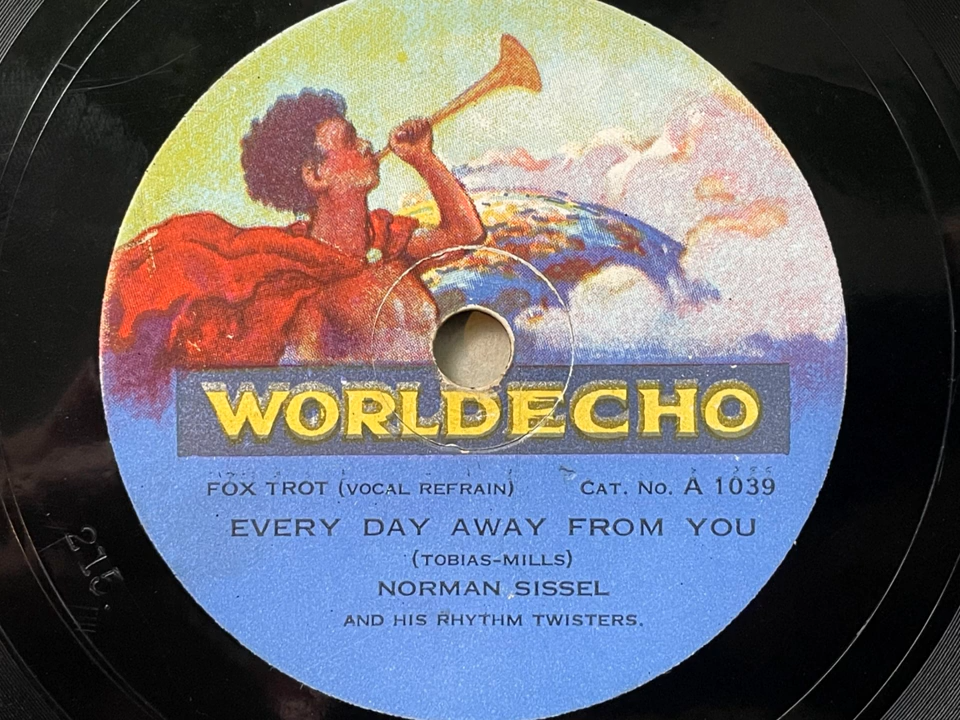 WORLDECHO
FOX TROT (VOCAL REFRAIN) CAT. No. A 1039
EVERY DAY AWAY FROM YOU
(TOBIAS-MILLS)
NORMAN SISSEL
AND HIS RHYTHM TWISTERS.